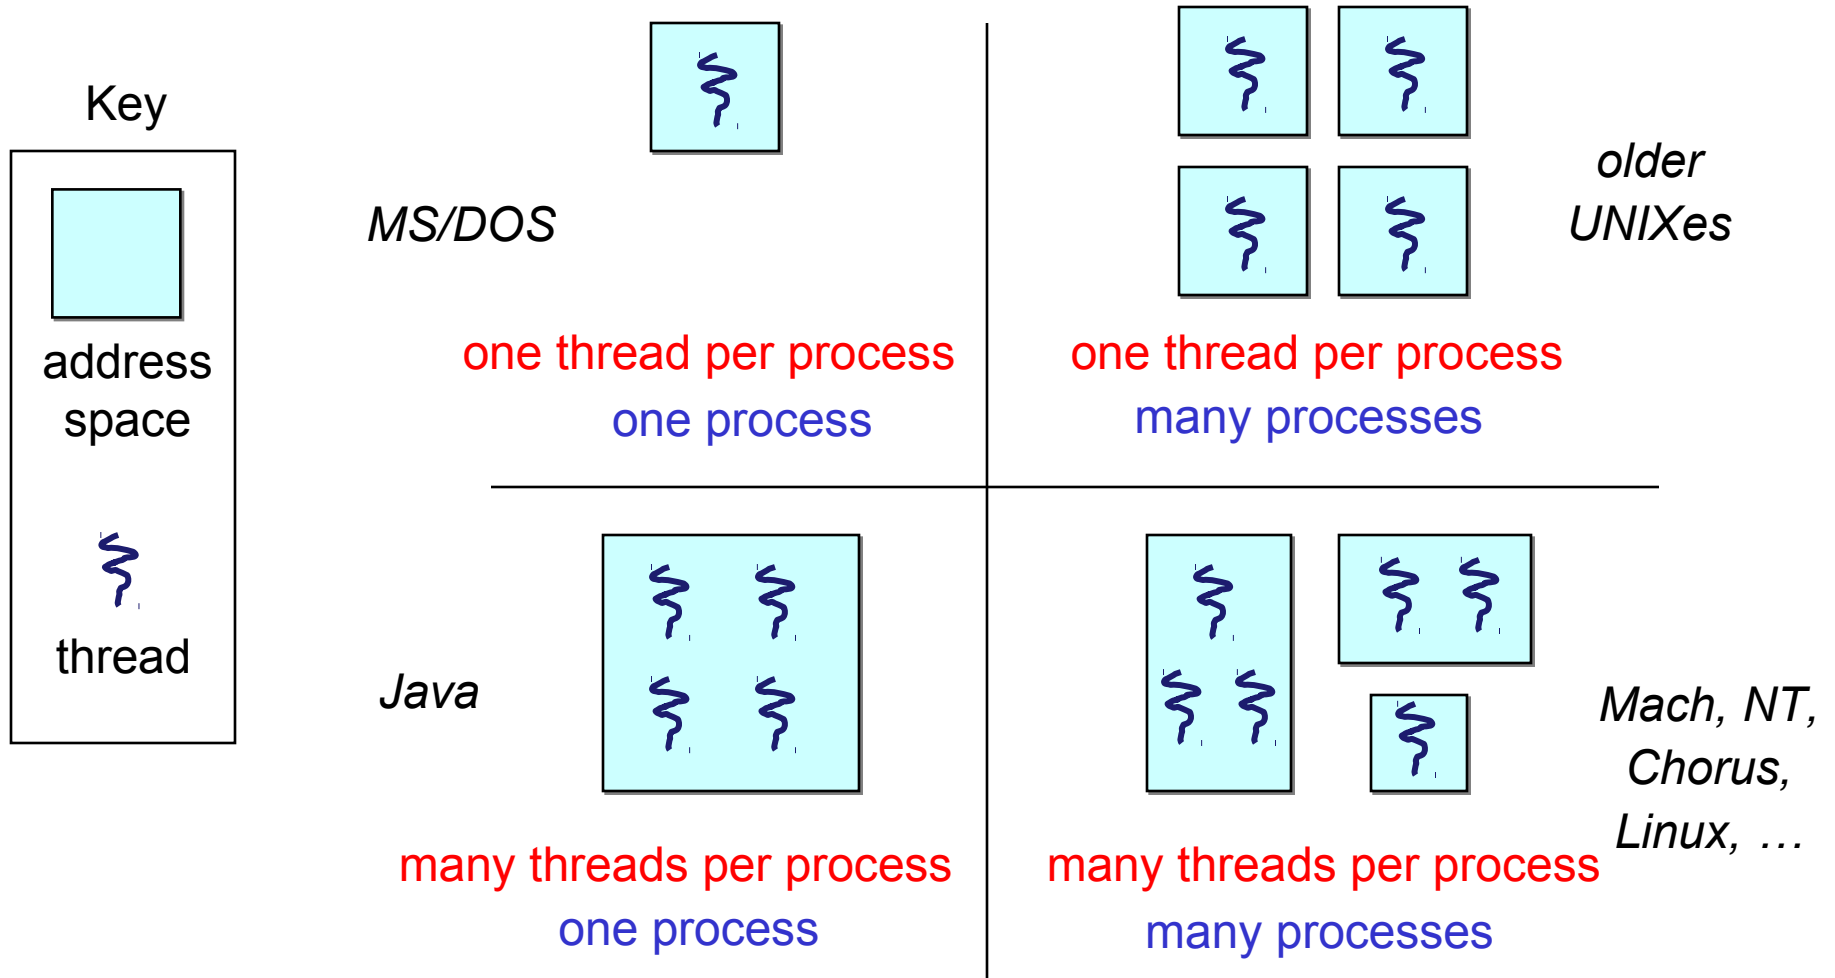 Key
address
space
thread
MS/DOS
one thread per process
one process
older
UNIXes
one thread per process
many processes
Java
many threads per process
one process
Mach, NT,
Chorus,
Linux, …
many threads per process
many processes